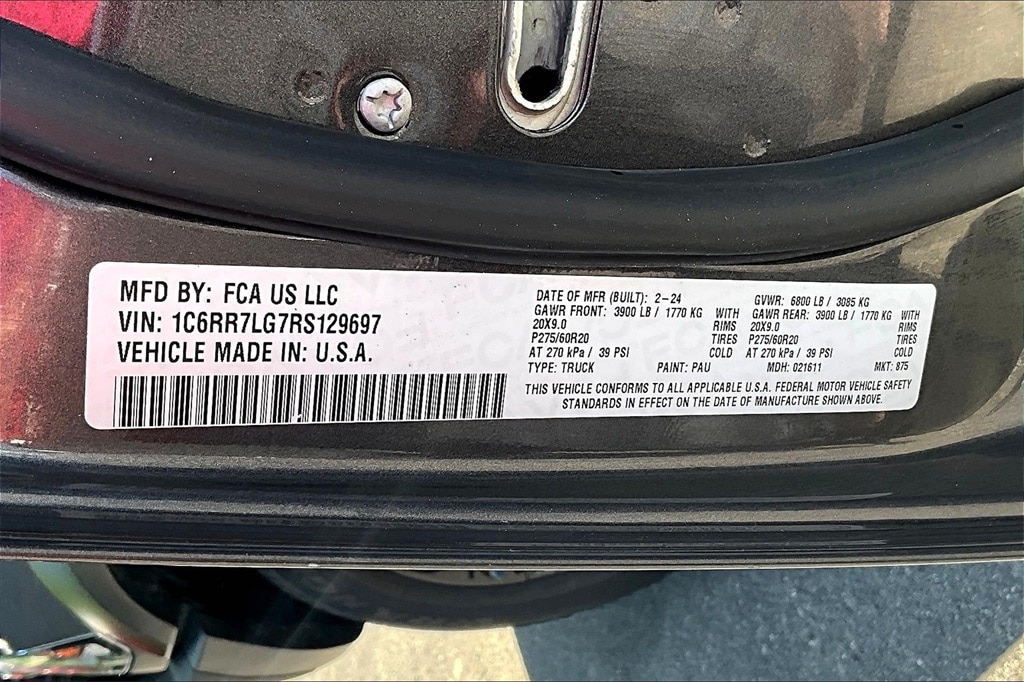 MFD BY: FCA US LLC
VIN: 1C6RR7LG7RS129697
VEHICLE MADE IN: U.S.A.
DATE OF MFR (BUILT): 2-24
GAWR FRONT: 3900 LB / 1770 KG WITH
20X9.0 RIMS
P275/60R20 TIRES
AT 270 kPa / 39 PSI COLD
TYPE: TRUCK
GVWR: 6800 LB / 3085 KG
GAWR REAR: 3900 LB / 1770 KG WITH
20X9.0 RIMS
P275/60R20 TIRES
AT 270 kPa / 39 PSI COLD
PAINT: PAU MDH: 021611 MKT: 875
THIS VEHICLE CONFORMS TO ALL APPLICABLE U.S.A. FEDERAL MOTOR VEHICLE SAFETY
STANDARDS IN EFFECT ON THE DATE OF MANUFACTURE SHOWN ABOVE.